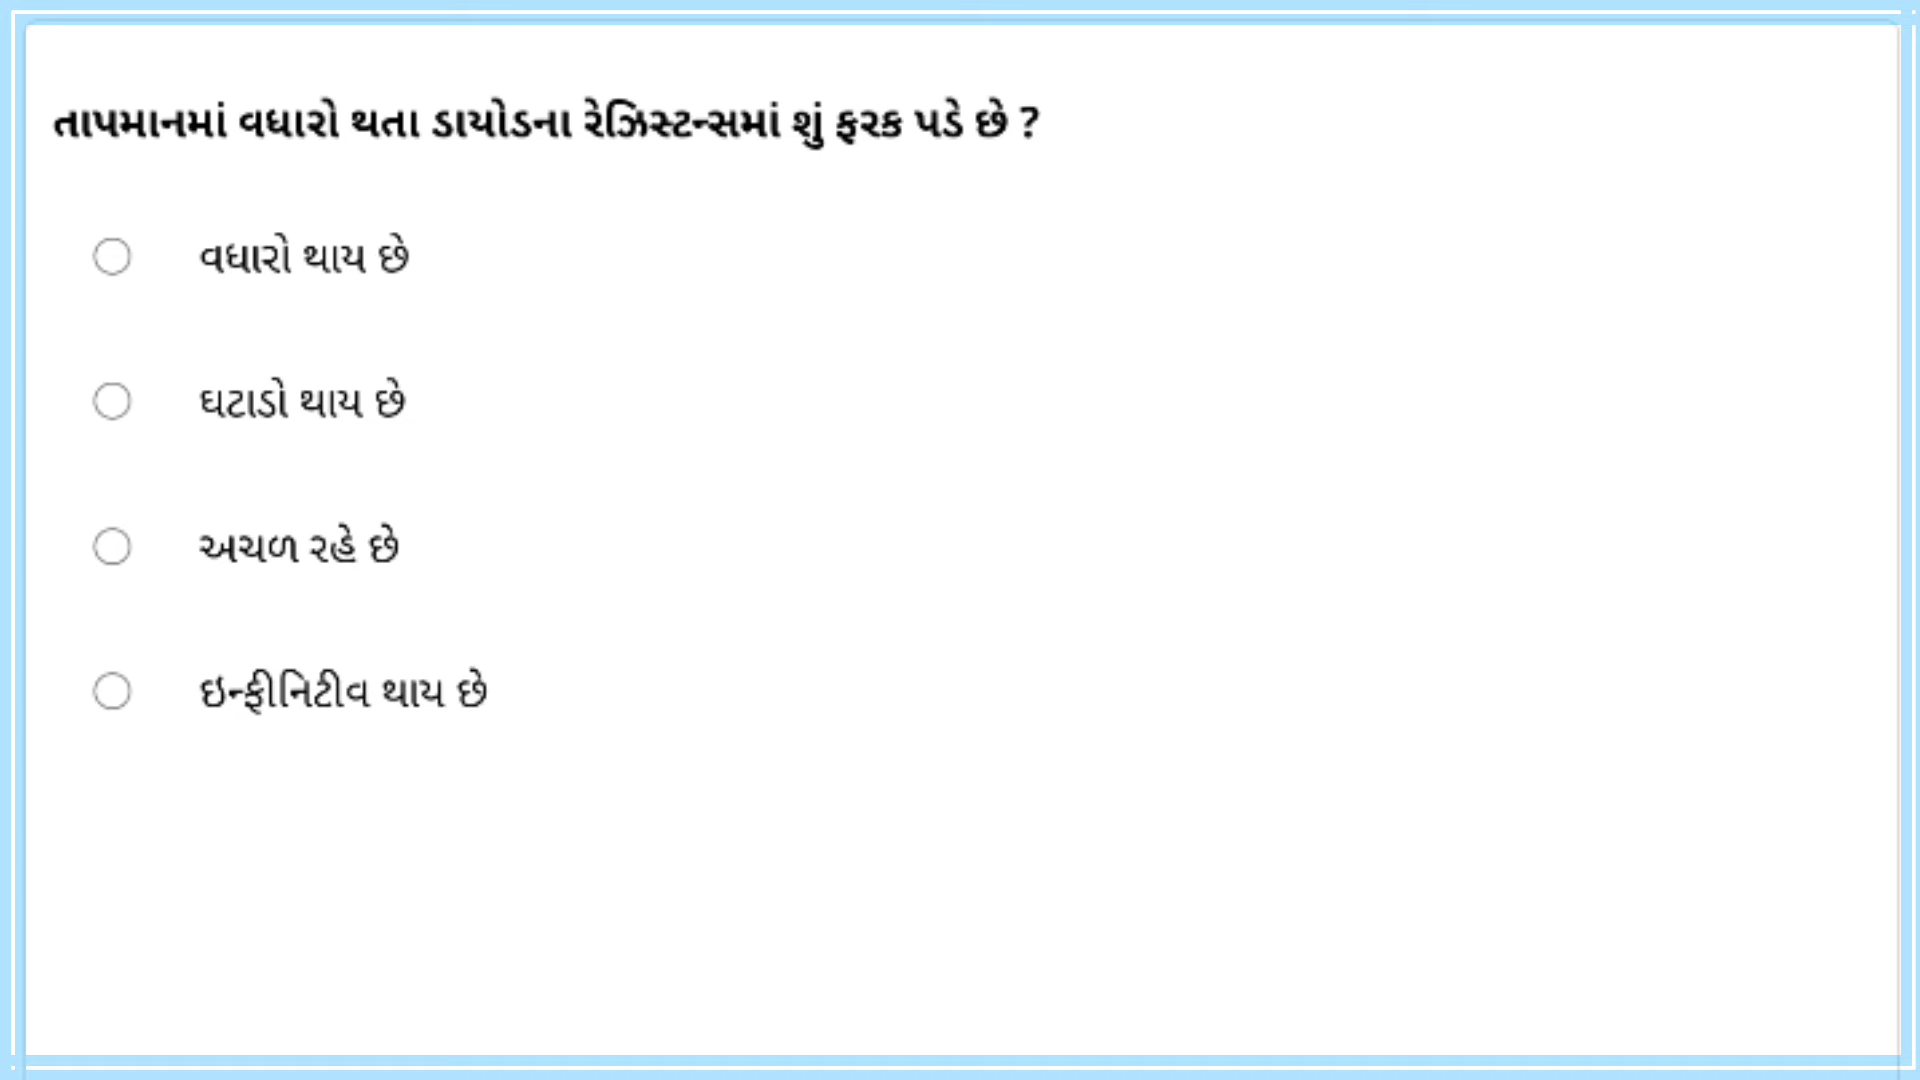 તાપમાનમાં વધારો થતા ડાયોડના રેઝિસ્ટન્સમાં શું ફરક પડે છે ?
વધારો થાય છે
ઘટાડો થાય છે
અચળ રહે છે
ઇન્ફીનિટીવ થાય છે